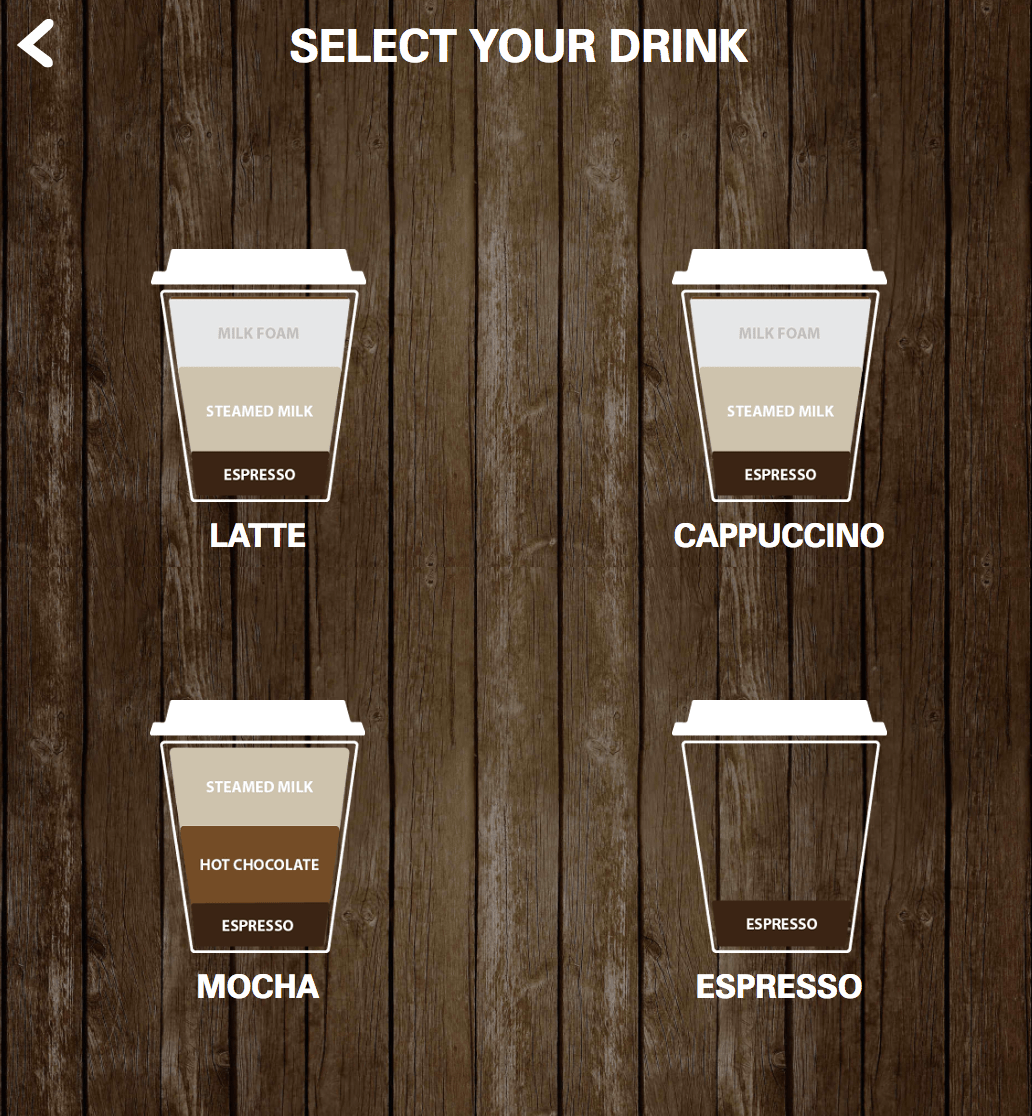 SELECT YOUR DRINK
MILK FOAM
STEAMED MILK
ESPRESSO
LATTE
MILK FOAM
STEAMED MILK
ESPRESSO
CAPPUCCINO
STEAMED MILK
HOT CHOCOLATE
ESPRESSO
MOCHA
ESPRESSO
ESPRESSO